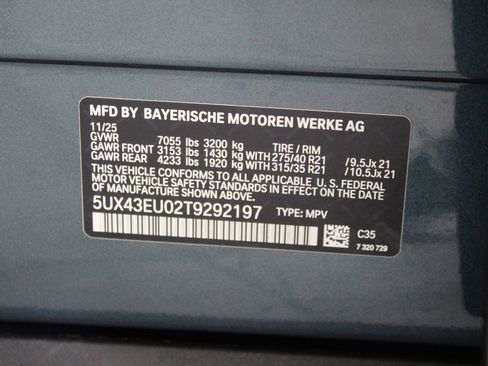 MFD BY BAYERISCHE MOTOREN WERKE AG
11/25
GVWR 7055 lbs 3200 kg TIRE / RIM
GAWR FRONT 3153 lbs 1430 kg WITH 275/40 R21 /9.5Jx 21
GAWR REAR 4233 lbs 1920 kg WITH 315/35 R21 /10.5Jx 21
THIS VEHICLE CONFORMS TO ALL APPLICABLE U.S. FEDERAL
MOTOR VEHICLE SAFETY AND THEFT PREVENTION STANDARDS
IN EFFECT ON THE DATE OF MANUFACTURE SHOWN ABOVE.
5UX43EU02T9292197 TYPE: MPV
C35
7 320 729